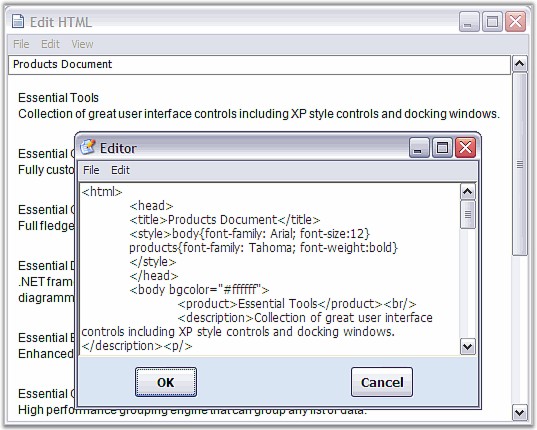 Edit HTML
File Edit View
Products Document
Essential Tools
Collection of great user interface controls including XP style controls and docking windows.
Essential
Fully
Essential
Full
Essential
.NET
Essential
Enhanced
Essential
High performance grouping engine that can group any list of data.
Editor
File Edit
<html>
<head>
<title>Products Document</title>
<style>body{font-family: Arial; font-size:12}
products{font-family: Tahoma; font-weight:bold}
</style>
</head>
<body bgcolor="#ffffff">
<product>Essential Tools</product><br/>
<description>Collection of great user interface
controls including XP style controls and docking windows.
</description><p/>
OK Cancel